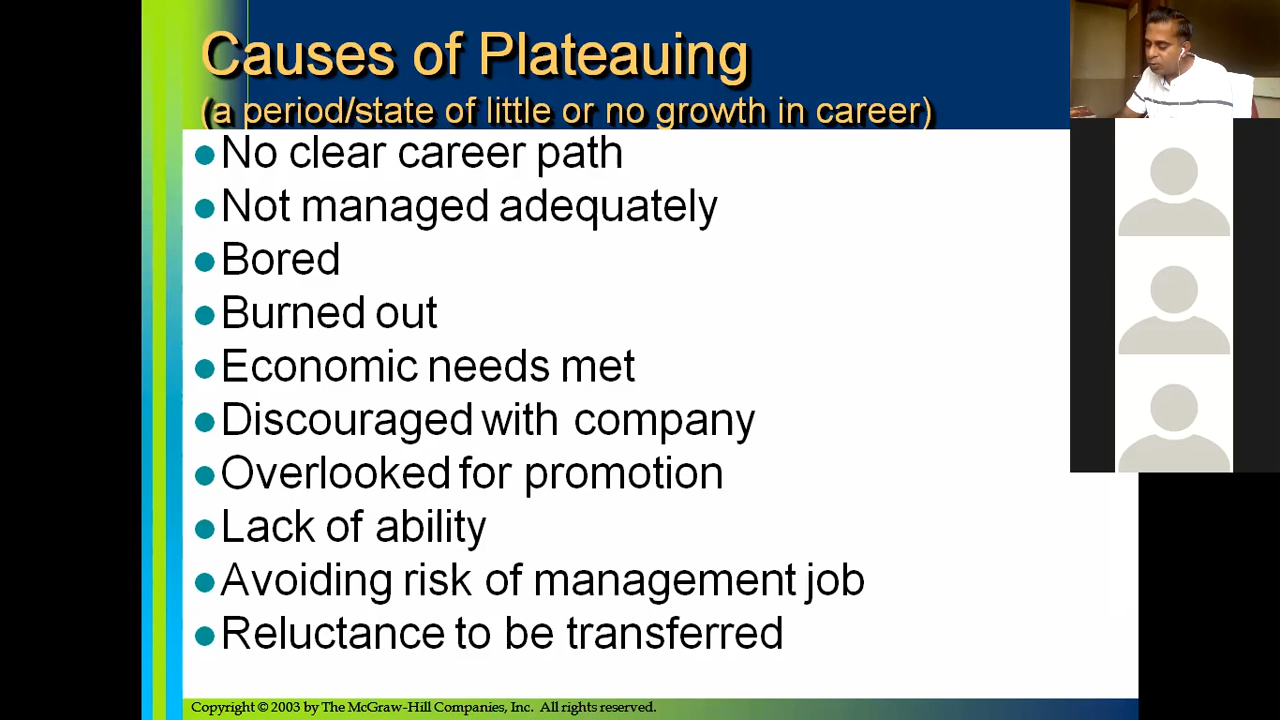 Causes of Plateauing
(a period/state of little or no growth in career)
●No clear career path
●Not managed adequately
●Bored
●Burned out
●Economic needs met
●Discouraged with company
●Overlooked for promotion
●Lack of ability
●Avoiding risk of management job
●Reluctance to be transferred
Copyright © 2003 by The McGraw-Hill Companies, Inc. All rights reserved.